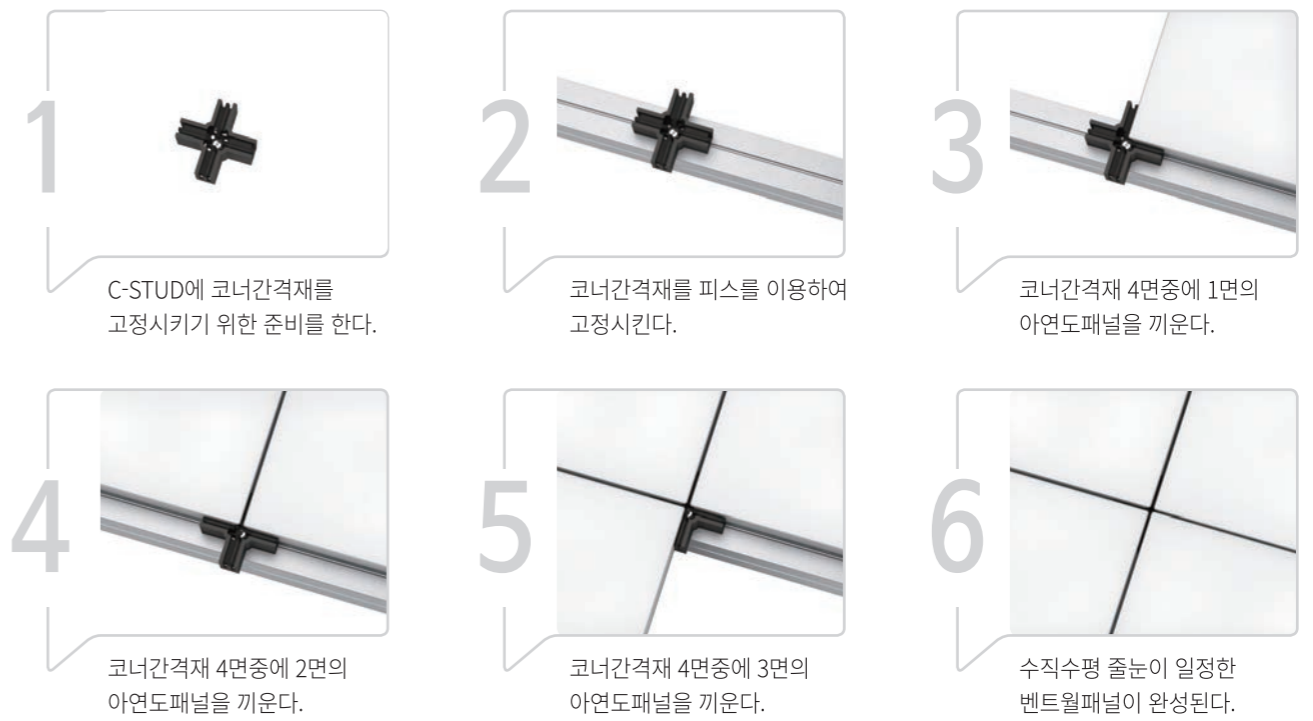 1
C-STUD에 코너간격재를
고정시키기 위한 준비를 한다.
2
코너간격재를 피스를 이용하여
고정시킨다.
3
코너간격재 4면중에 1면의
아연도패널을 끼운다.
4
코너간격재 4면중에 2면의
아연도패널을 끼운다.
5
코너간격재 4면중에 3면의
아연도패널을 끼운다.
6
수직수평 줄눈이 일정한
벤트월패널이 완성된다.